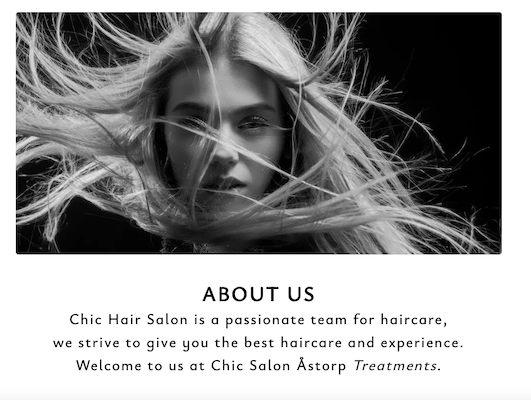 ABOUT US
Chic Hair Salon is a passionate team for haircare,
we strive to give you the best haircare and experience.
Welcome to us at Chic Salon Åstorp Treatments.